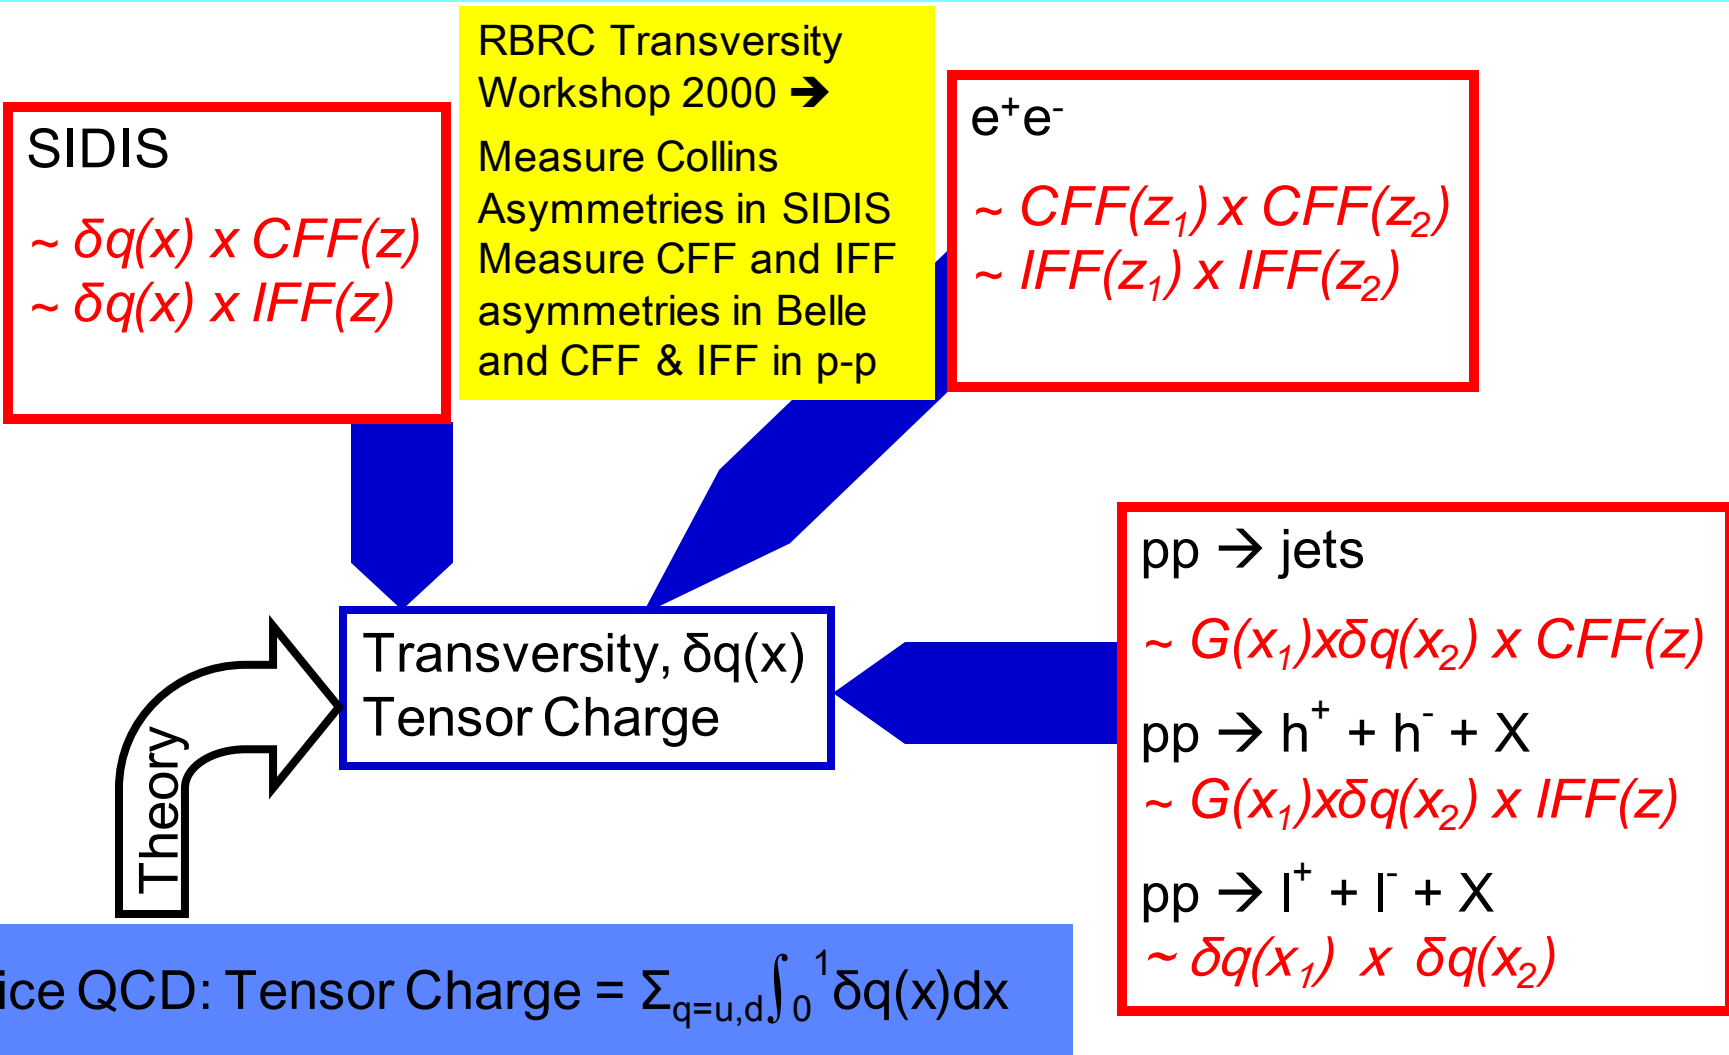 RBRC Transversity
Workshop 2000 ➔
Measure Collins
Asymmetries in SIDIS
Measure CFF and IFF
asymmetries in Belle
and CFF & IFF in p-p
SIDIS
~ δq(x) x CFF(z)
~ δq(x) x IFF(z)
e⁺e⁻
~ CFF(z₁) x CFF(z₂)
~ IFF(z₁) x IFF(z₂)
pp → jets
~ G(x₁)xδq(x₂) x CFF(z)
pp → h⁺ + h⁻ + X
~ G(x₁)xδq(x₂) x IFF(z)
pp → l⁺ + l⁻ + X
~ δq(x₁) x δq(x₂)
Transversity, δq(x)
Tensor Charge
Theory
ice QCD: Tensor Charge = Σ_{q=u,d}∫₀¹δq(x)dx